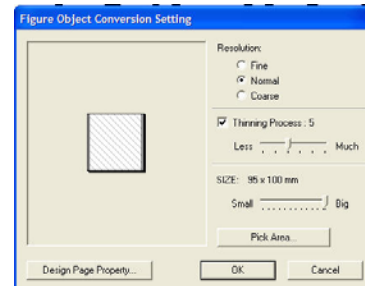 Figure Object Conversion Setting
Resolution:
Fine
Normal
Coarse
Thinning Process : 5
Less
Much
SIZE: 95 x 100 mm
Small
Big
Pick Area...
Design Page Property...
OK
Cancel